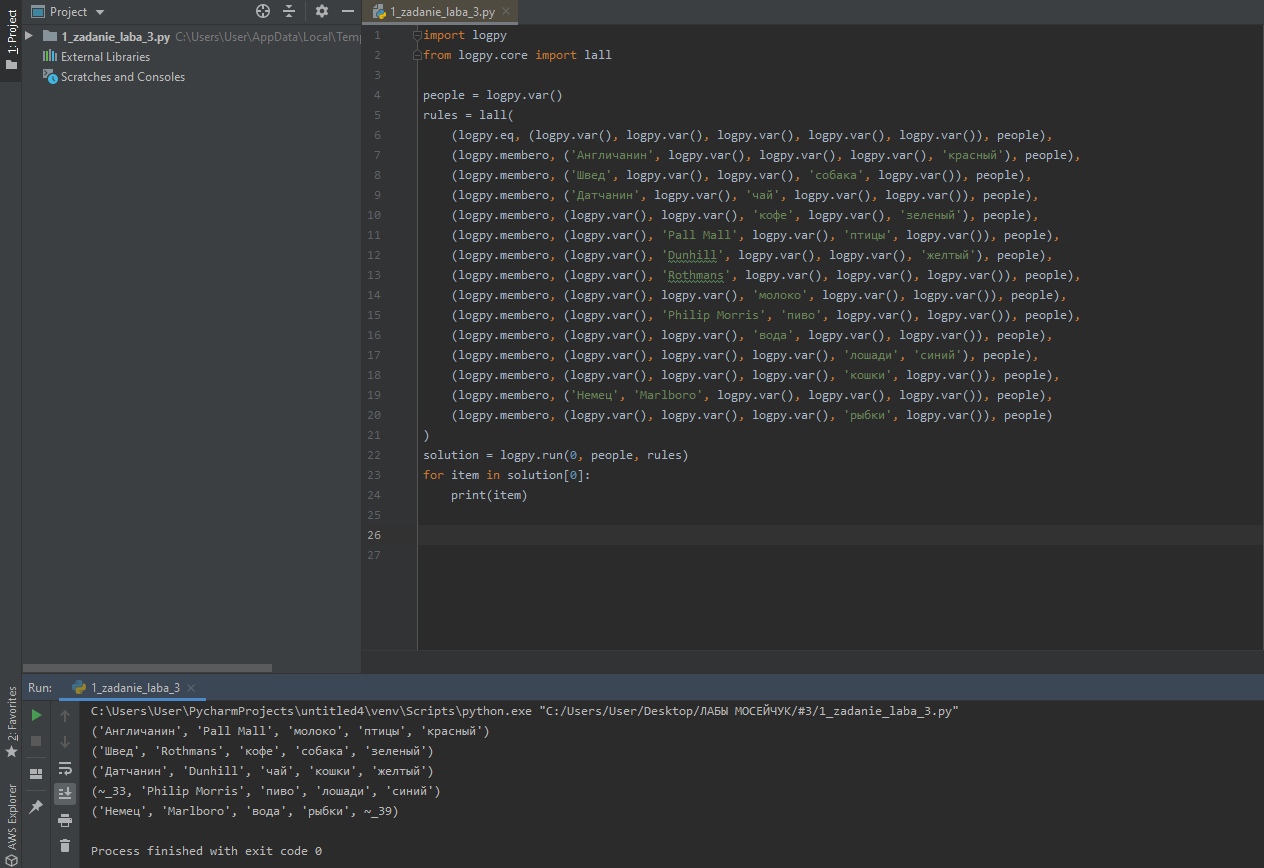 1: Project
Project
1_zadanie_laba_3.py C:\Users\User\AppData\Local\Temp
External Libraries
Scratches and Consoles
1_zadanie_laba_3.py
1 import logpy
2 from logpy.core import lall
3
4 people = logpy.var()
5 rules = lall(
6 (logpy.eq, (logpy.var(), logpy.var(), logpy.var(), logpy.var(), logpy.var()), people),
7 (logpy.membero, ('Англичанин', logpy.var(), logpy.var(), logpy.var(), 'красный'), people),
8 (logpy.membero, ('Швед', logpy.var(), logpy.var(), 'собака', logpy.var()), people),
9 (logpy.membero, ('Датчанин', logpy.var(), 'чай', logpy.var(), logpy.var()), people),
10 (logpy.membero, (logpy.var(), logpy.var(), 'кофе', logpy.var(), 'зеленый'), people),
11 (logpy.membero, (logpy.var(), 'Pall Mall', logpy.var(), 'птицы', logpy.var()), people),
12 (logpy.membero, (logpy.var(), 'Dunhill', logpy.var(), logpy.var(), 'желтый'), people),
13 (logpy.membero, (logpy.var(), 'Rothmans', logpy.var(), logpy.var(), logpy.var()), people),
14 (logpy.membero, (logpy.var(), logpy.var(), 'молоко', logpy.var(), logpy.var()), people),
15 (logpy.membero, (logpy.var(), 'Philip Morris', 'пиво', logpy.var(), logpy.var()), people),
16 (logpy.membero, (logpy.var(), logpy.var(), 'вода', logpy.var(), logpy.var()), people),
17 (logpy.membero, (logpy.var(), logpy.var(), logpy.var(), 'лошади', 'синий'), people),
18 (logpy.membero, (logpy.var(), logpy.var(), logpy.var(), 'кошки', logpy.var()), people),
19 (logpy.membero, ('Немец', 'Marlboro', logpy.var(), logpy.var(), logpy.var()), people),
20 (logpy.membero, (logpy.var(), logpy.var(), logpy.var(), 'рыбки', logpy.var()), people)
21 )
22 solution = logpy.run(0, people, rules)
23 for item in solution[0]:
24 print(item)
25
26
27
Run: 1_zadanie_laba_3
2: Favorites
AWS Explorer
C:\Users\User\PycharmProjects\untitled4\venv\Scripts\python.exe "C:/Users/User/Desktop/ЛАБЫ МОСЕЙЧУК/#3/1_zadanie_laba_3.py"
('Англичанин', 'Pall Mall', 'молоко', 'птицы', 'красный')
('Швед', 'Rothmans', 'кофе', 'собака', 'зеленый')
('Датчанин', 'Dunhill', 'чай', 'кошки', 'желтый')
(~_33, 'Philip Morris', 'пиво', 'лошади', 'синий')
('Немец', 'Marlboro', 'вода', 'рыбки', ~_39)
Process finished with exit code 0